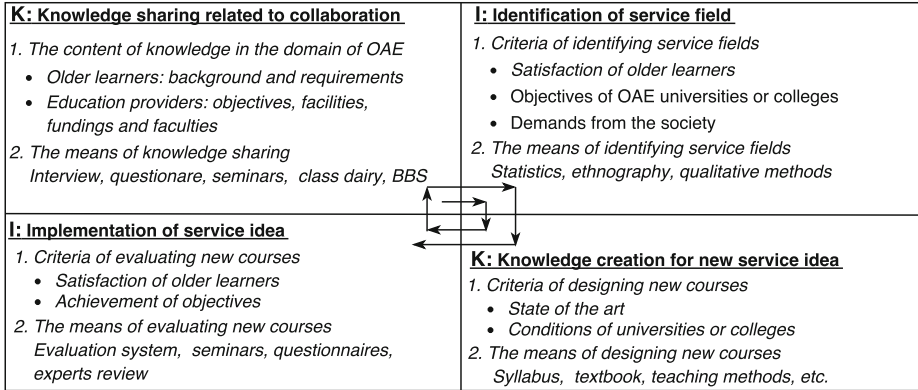 K: Knowledge sharing related to collaboration
1. The content of knowledge in the domain of OAE
• Older learners: background and requirements
• Education providers: objectives, facilities,
fundings and faculties
2. The means of knowledge sharing
Interview, questionare, seminars, class dairy, BBS
I: Identification of service field
1. Criteria of identifying service fields
• Satisfaction of older learners
• Objectives of OAE universities or colleges
• Demands from the society
2. The means of identifying service fields
Statistics, ethnography, qualitative methods
I: Implementation of service idea
1. Criteria of evaluating new courses
• Satisfaction of older learners
• Achievement of objectives
2. The means of evaluating new courses
Evaluation system, seminars, questionnaires,
experts review
K: Knowledge creation for new service idea
1. Criteria of designing new courses
• State of the art
• Conditions of universities or colleges
2. The means of designing new courses
Syllabus, textbook, teaching methods, etc.